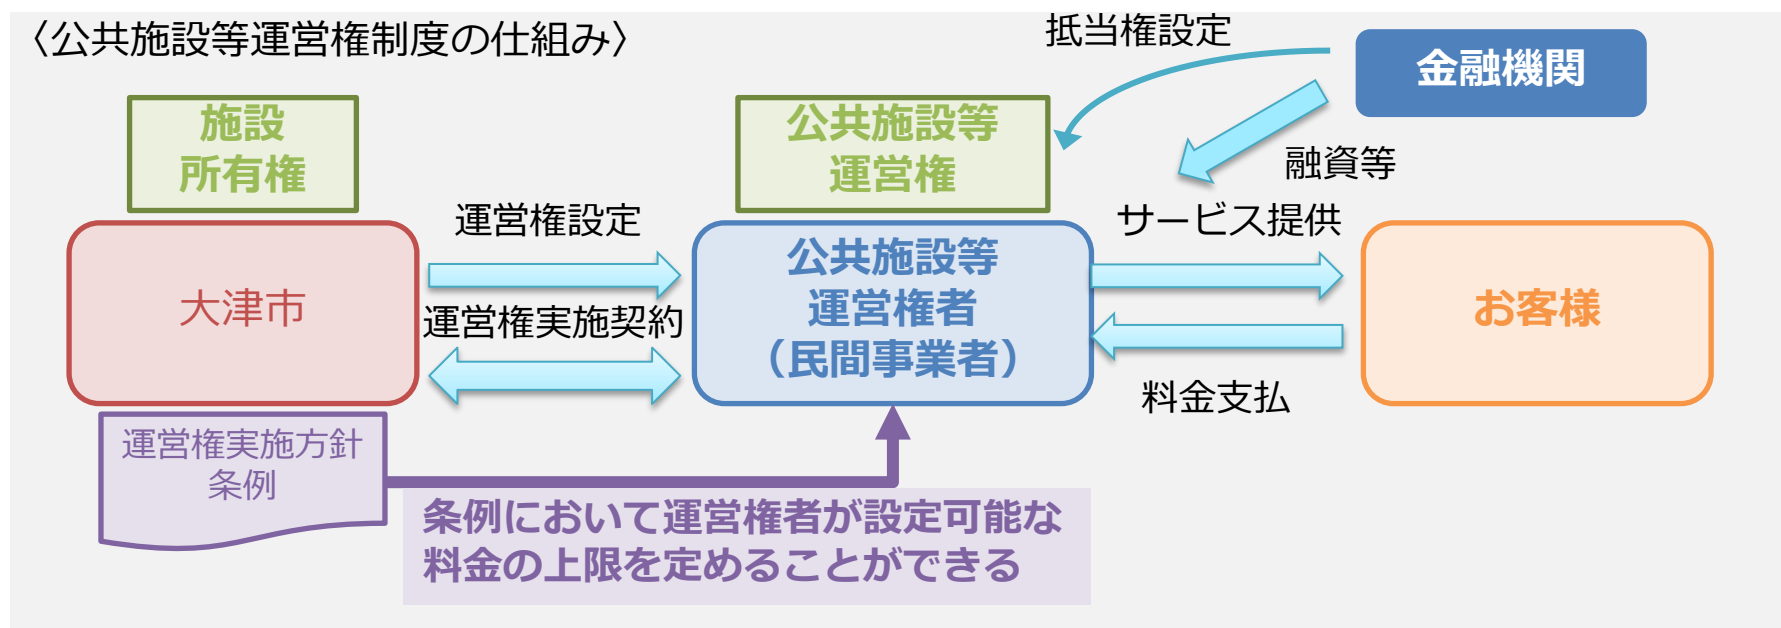 〈公共施設等運営権制度の仕組み〉
抵当権設定
金融機関
施設
所有権
公共施設等
運営権
融資等
運営権設定
サービス提供
大津市
公共施設等
運営権者
（民間事業者）
お客様
運営権実施契約
料金支払
運営権実施方針
条例
条例において運営権者が設定可能な
料金の上限を定めることができる